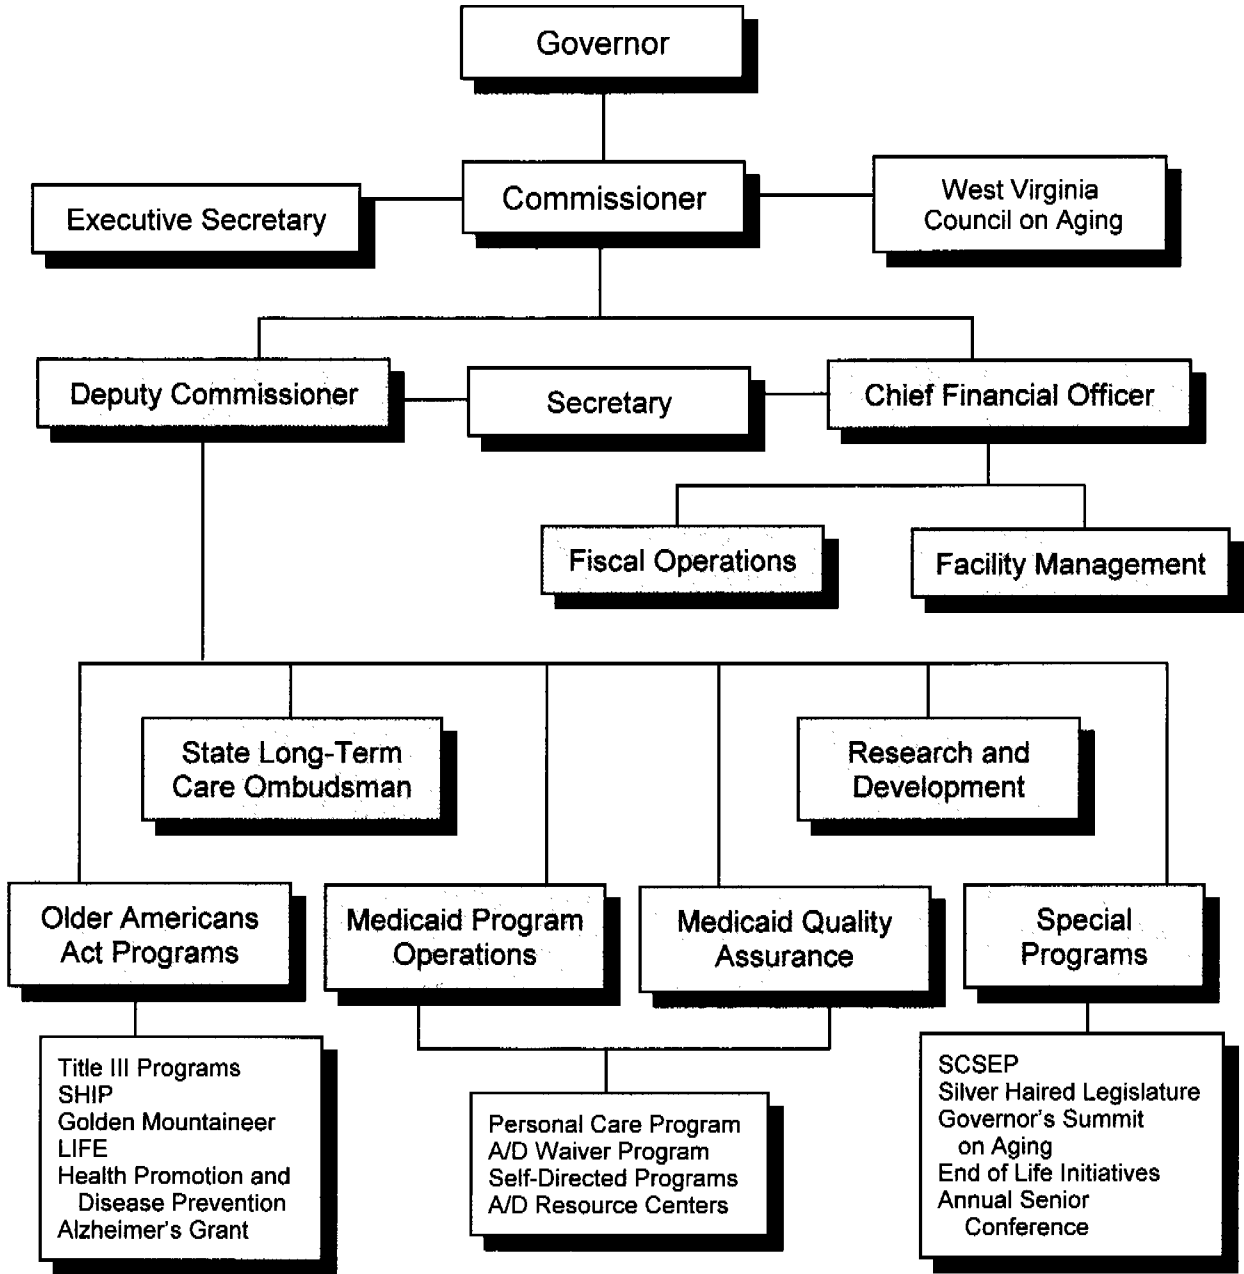 Governor
Commissioner
Executive Secretary
West Virginia
Council on Aging
Deputy Commissioner
Secretary
Chief Financial Officer
Fiscal Operations
Facility Management
State Long-Term
Care Ombudsman
Research and
Development
Older Americans
Act Programs
Medicaid Program
Operations
Medicaid Quality
Assurance
Special
Programs
Title III Programs
SHIP
Golden Mountaineer
LIFE
Health Promotion and
Disease Prevention
Alzheimer's Grant
Personal Care Program
A/D Waiver Program
Self-Directed Programs
A/D Resource Centers
SCSEP
Silver Haired Legislature
Governor's Summit
on Aging
End of Life Initiatives
Annual Senior
Conference